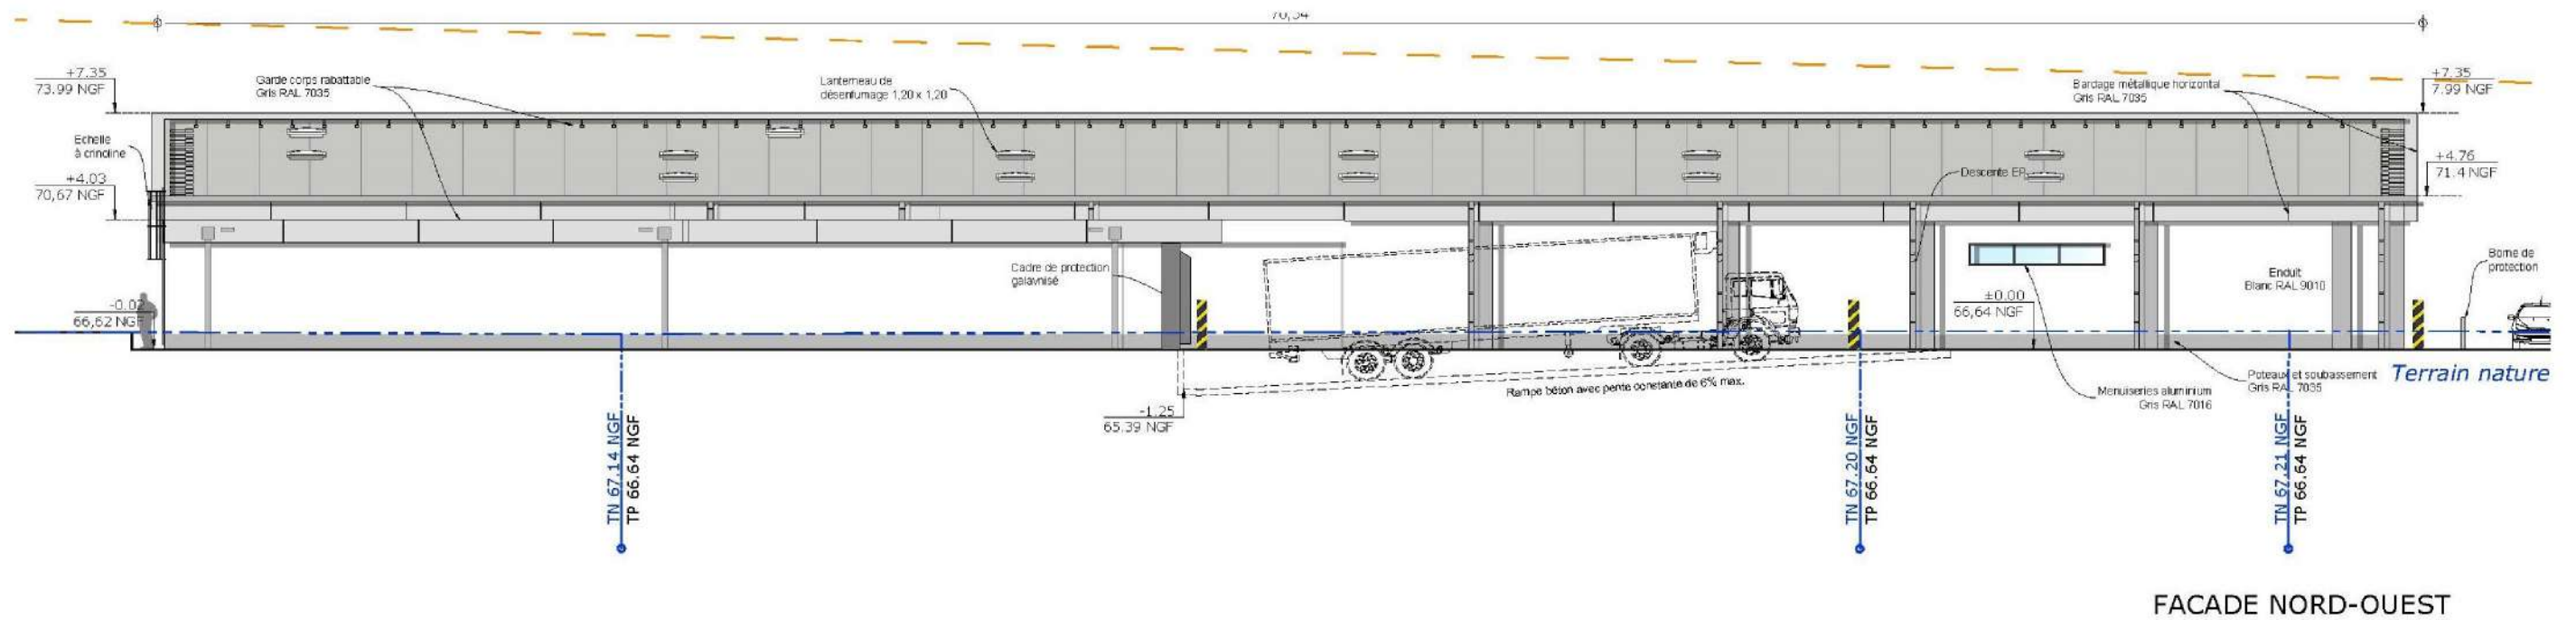 70,54
+7.35
73.99 NGF
Garde corps rabattable
Gris RAL 7035
Lanterneau de
désenfumage 1,20 x 1,20
Bardage métallique horizontal
Gris RAL 7035
+7.35
7.99 NGF
Echelle
à crinoline
+4.03
70,67 NGF
Descente EP
+4.76
71.4 NGF
Cadre de protection
galavnisé
-0.02
66,62 NGF
±0.00
66,64 NGF
Enduit
Blanc RAL 9010
Borne de
protection
Rampe béton avec pente constante de 6% max.
-1.25
65.39 NGF
Menuiseries aluminium
Gris RAL 7016
Poteaux et soubassement
Gris RAL 7035
Terrain nature
TN 67.14 NGF
TP 66.64 NGF
TN 67.20 NGF
TP 66.64 NGF
TN 67.21 NGF
TP 66.64 NGF
FACADE NORD-OUEST